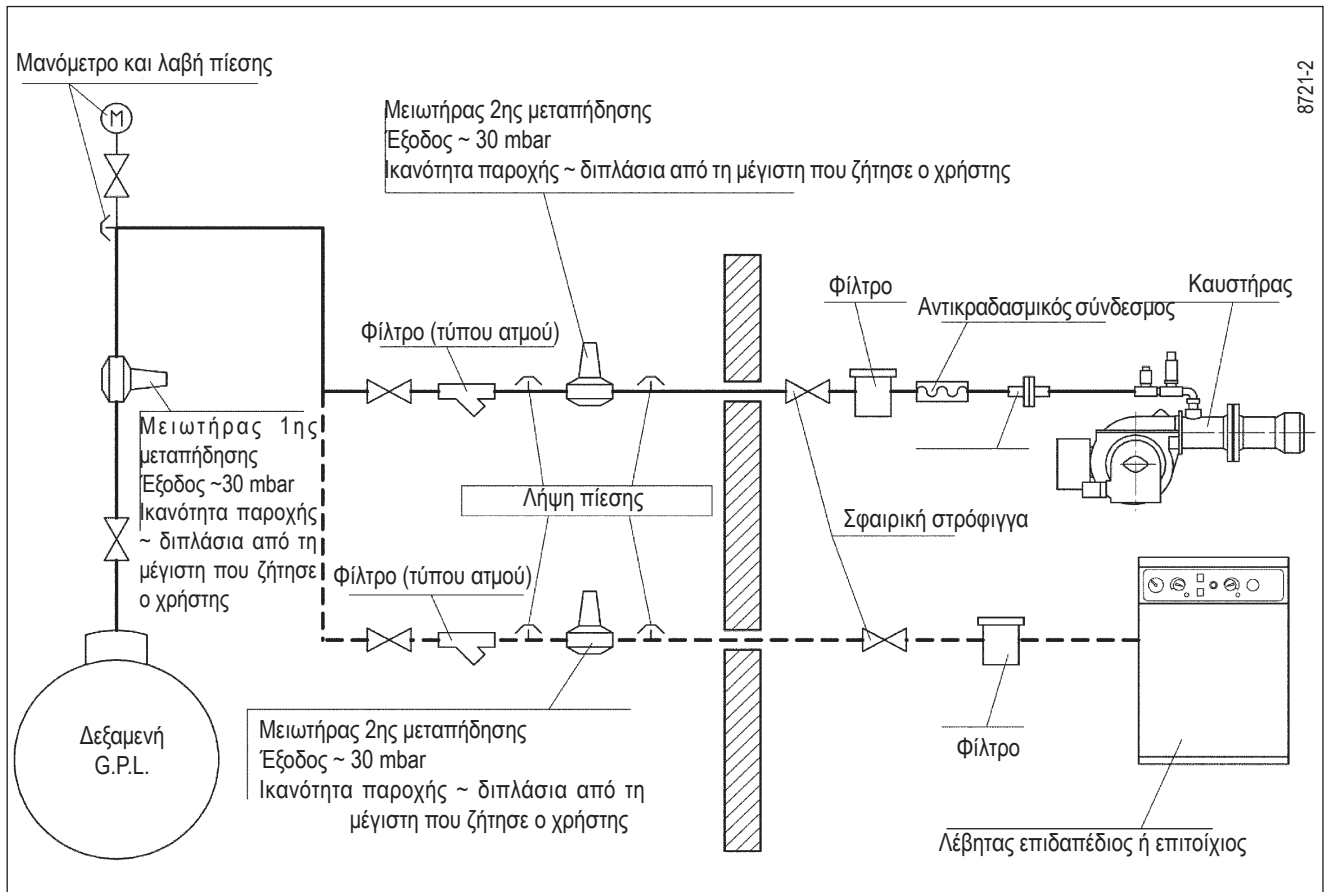 Μανόμετρο και λαβή πίεσης
8721-2
M
Μειωτήρας 2ης μεταπήδησης
Έξοδος ~ 30 mbar
Ικανότητα παροχής ~ διπλάσια από τη μέγιστη που ζήτησε ο χρήστης
Φίλτρο
Καυστήρας
Αντικραδασμικός σύνδεσμος
Φίλτρο (τύπου ατμού)
Μειωτήρας 1ης
μεταπήδησης
Έξοδος ~30 mbar
Ικανότητα παροχής
~ διπλάσια από τη
μέγιστη που ζήτησε
ο χρήστης
Λήψη πίεσης
Σφαιρική στρόφιγγα
Φίλτρο (τύπου ατμού)
Δεξαμενή
G.P.L.
Μειωτήρας 2ης μεταπήδησης
Έξοδος ~ 30 mbar
Ικανότητα παροχής ~ διπλάσια από τη
μέγιστη που ζήτησε ο χρήστης
Φίλτρο
Λέβητας επιδαπέδιος ή επιτοίχιος